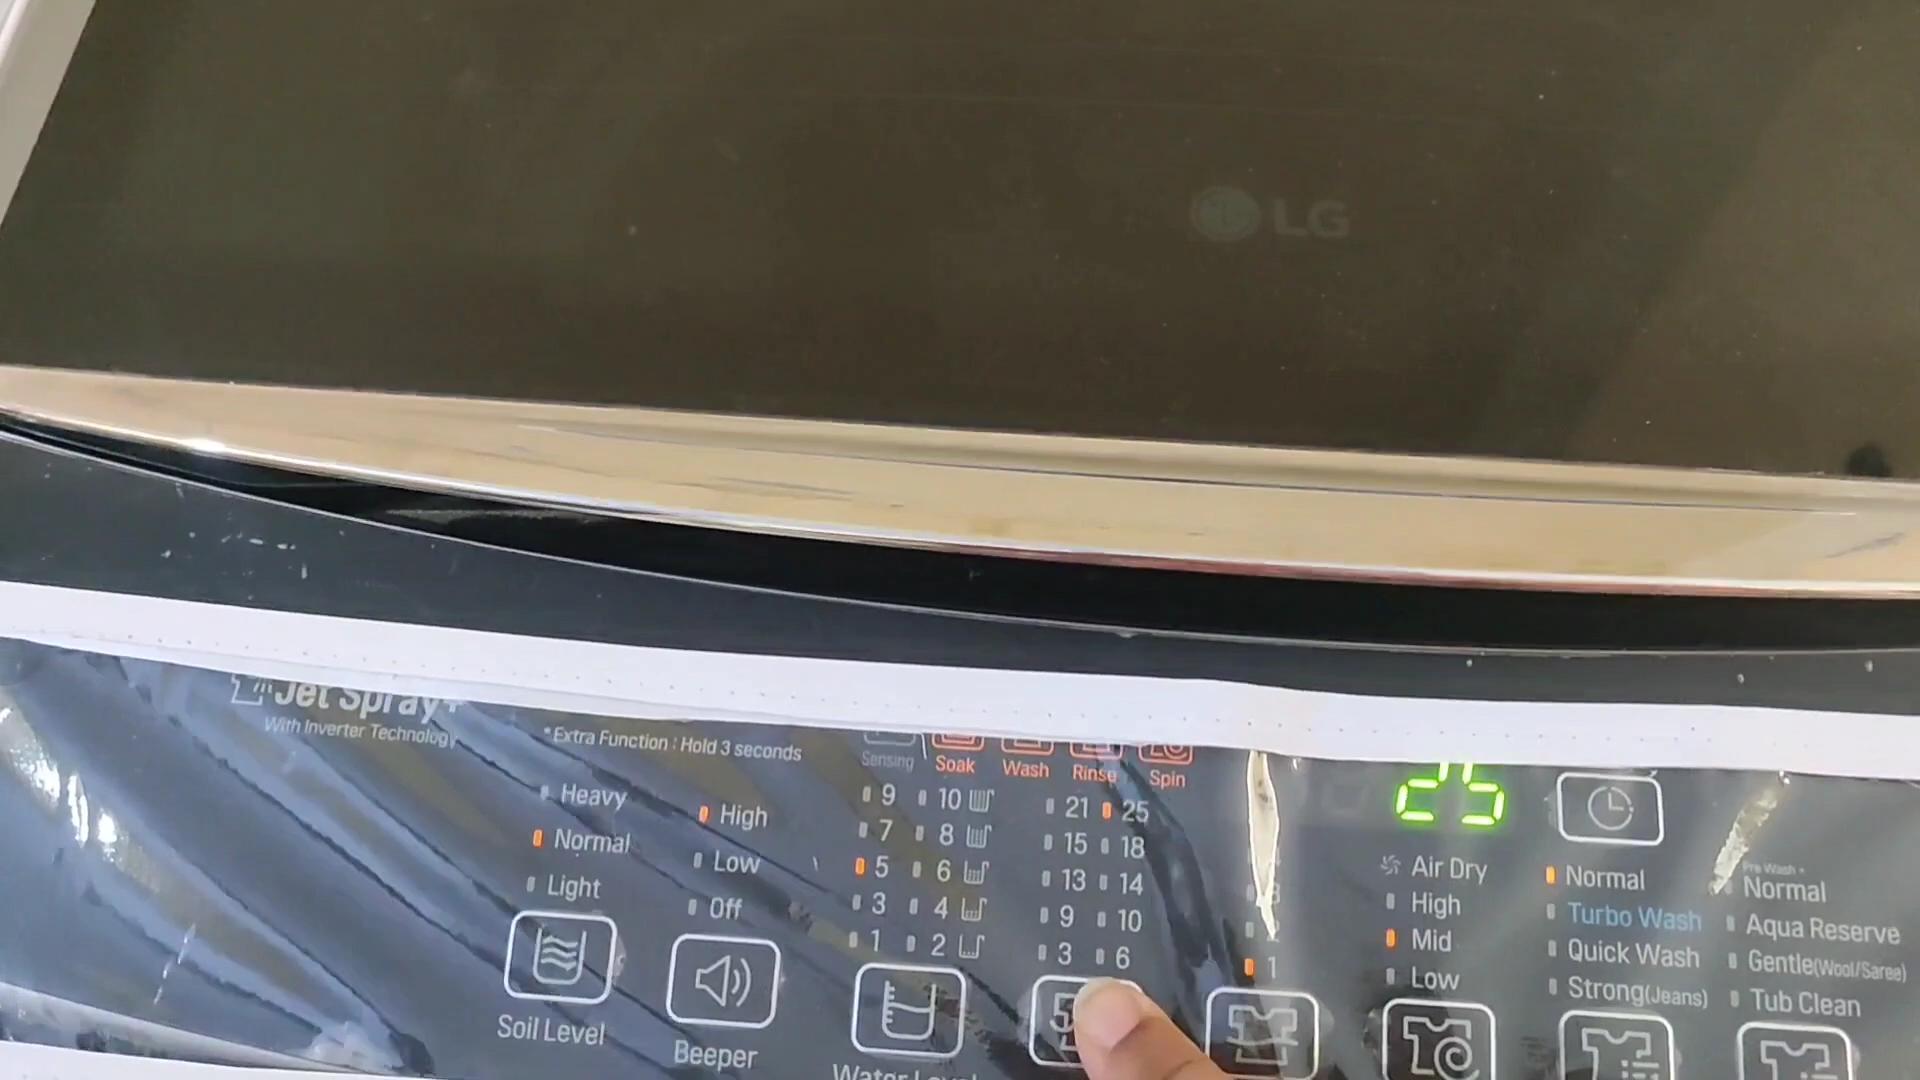 LG
Jet Spray+
With Inverter Technology
*Extra Function : Hold 3 seconds
Sensing Soak Wash Rinse Spin
25
Heavy
Normal
Light
Soil Level
High
Low
Off
Beeper
9 10
7 8
5 6
3 4
1 2
21 25
15 18
13 14
9 10
3 6
1
Air Dry
High
Mid
Low
Normal
Turbo Wash
Quick Wash
Strong(Jeans)
Pre Wash +
Normal
Aqua Reserve
Gentle(Wool/Saree)
Tub Clean